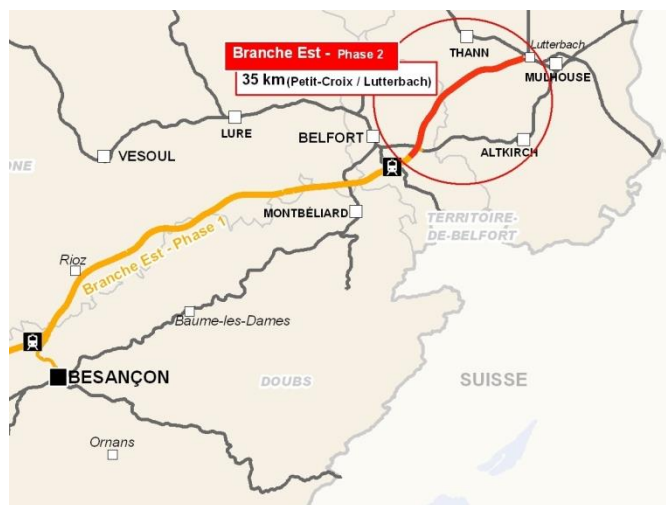 Branche Est - Phase 2
35 km(Petit-Croix / Lutterbach)
THANN
Lutterbach
MULHOUSE
LURE
BELFORT
ALTKIRCH
VESOUL
MONTBÉLIARD
TERRITOIRE-
DE-BELFORT
Rioz
Branche Est - Phase 1
Baume-les-Dames
BESANÇON
DOUBS
SUISSE
Ornans